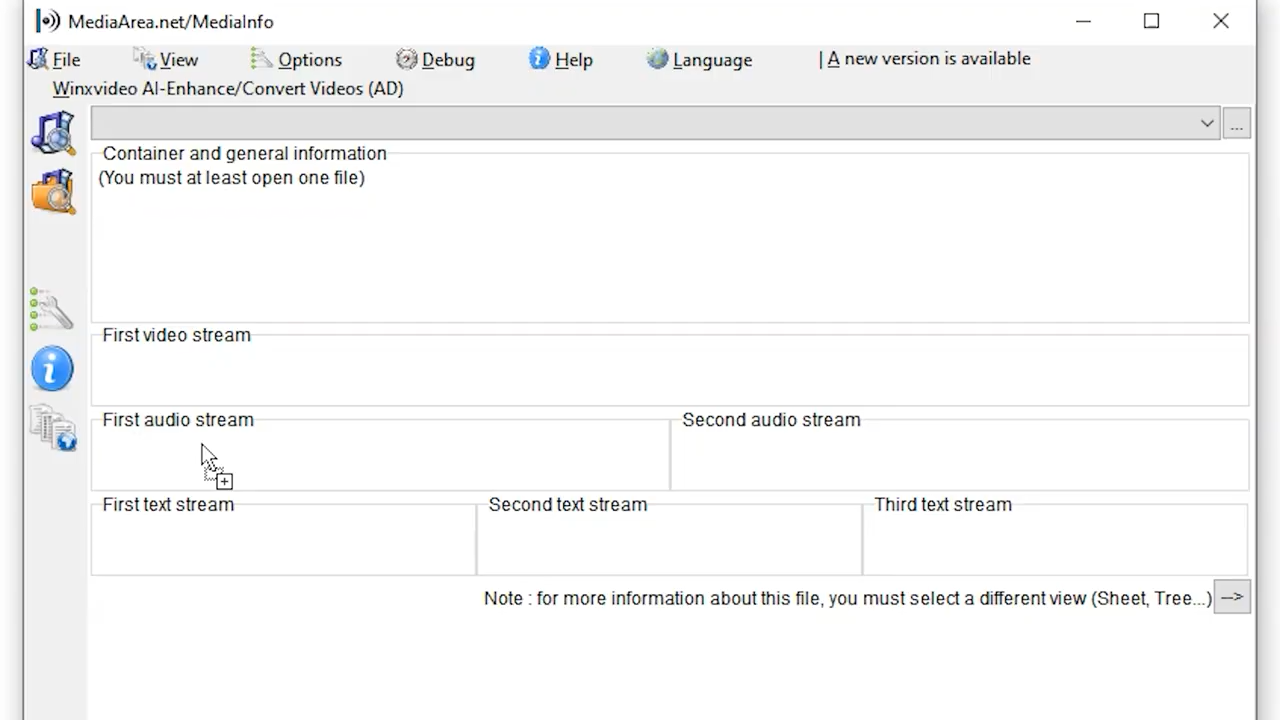 MediaArea.net/MediaInfo
File View Options Debug Help Language | A new version is available
Winxvideo AI-Enhance/Convert Videos (AD)
...
Container and general information
(You must at least open one file)
First video stream
First audio stream Second audio stream
First text stream Second text stream Third text stream
Note : for more information about this file, you must select a different view (Sheet, Tree...) -->